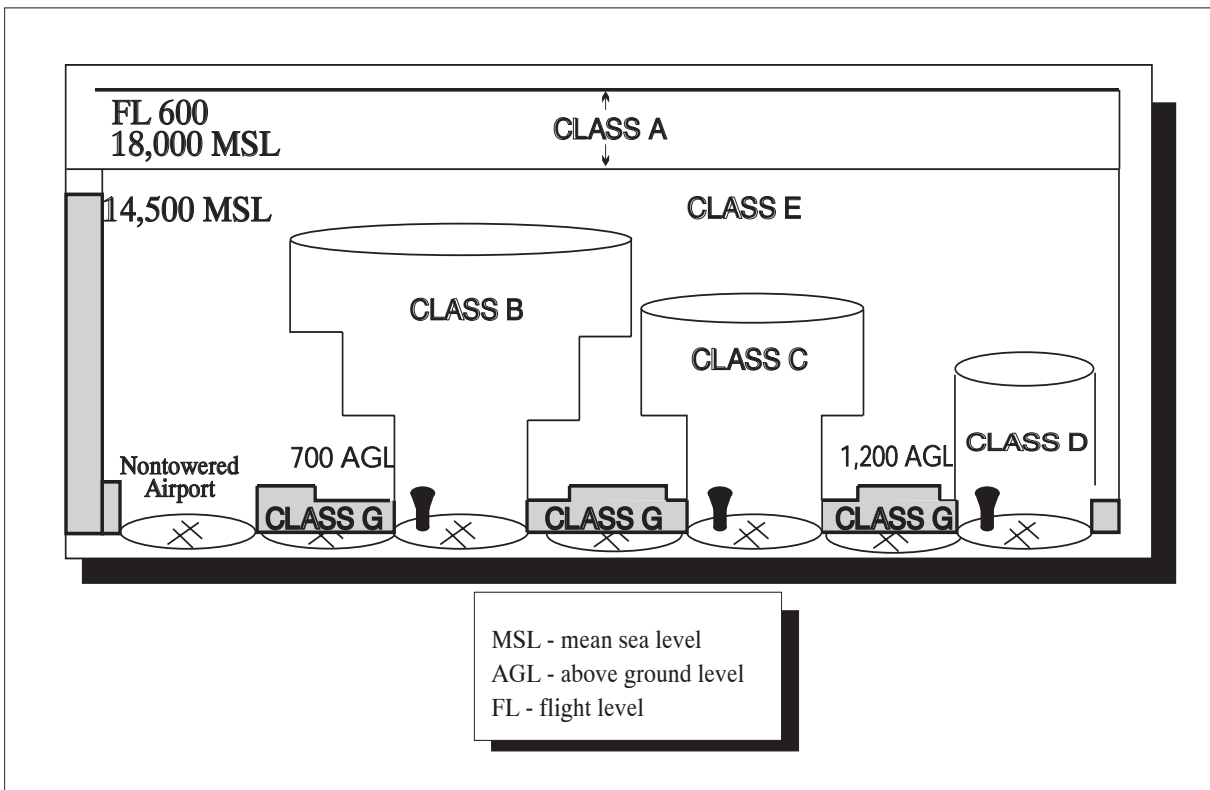 FL 600
18,000 MSL
CLASS A
14,500 MSL
CLASS E
CLASS B
CLASS C
CLASS D
Nontowered
Airport
700 AGL
1,200 AGL
CLASS G
CLASS G
CLASS G
MSL - mean sea level
AGL - above ground level
FL - flight level